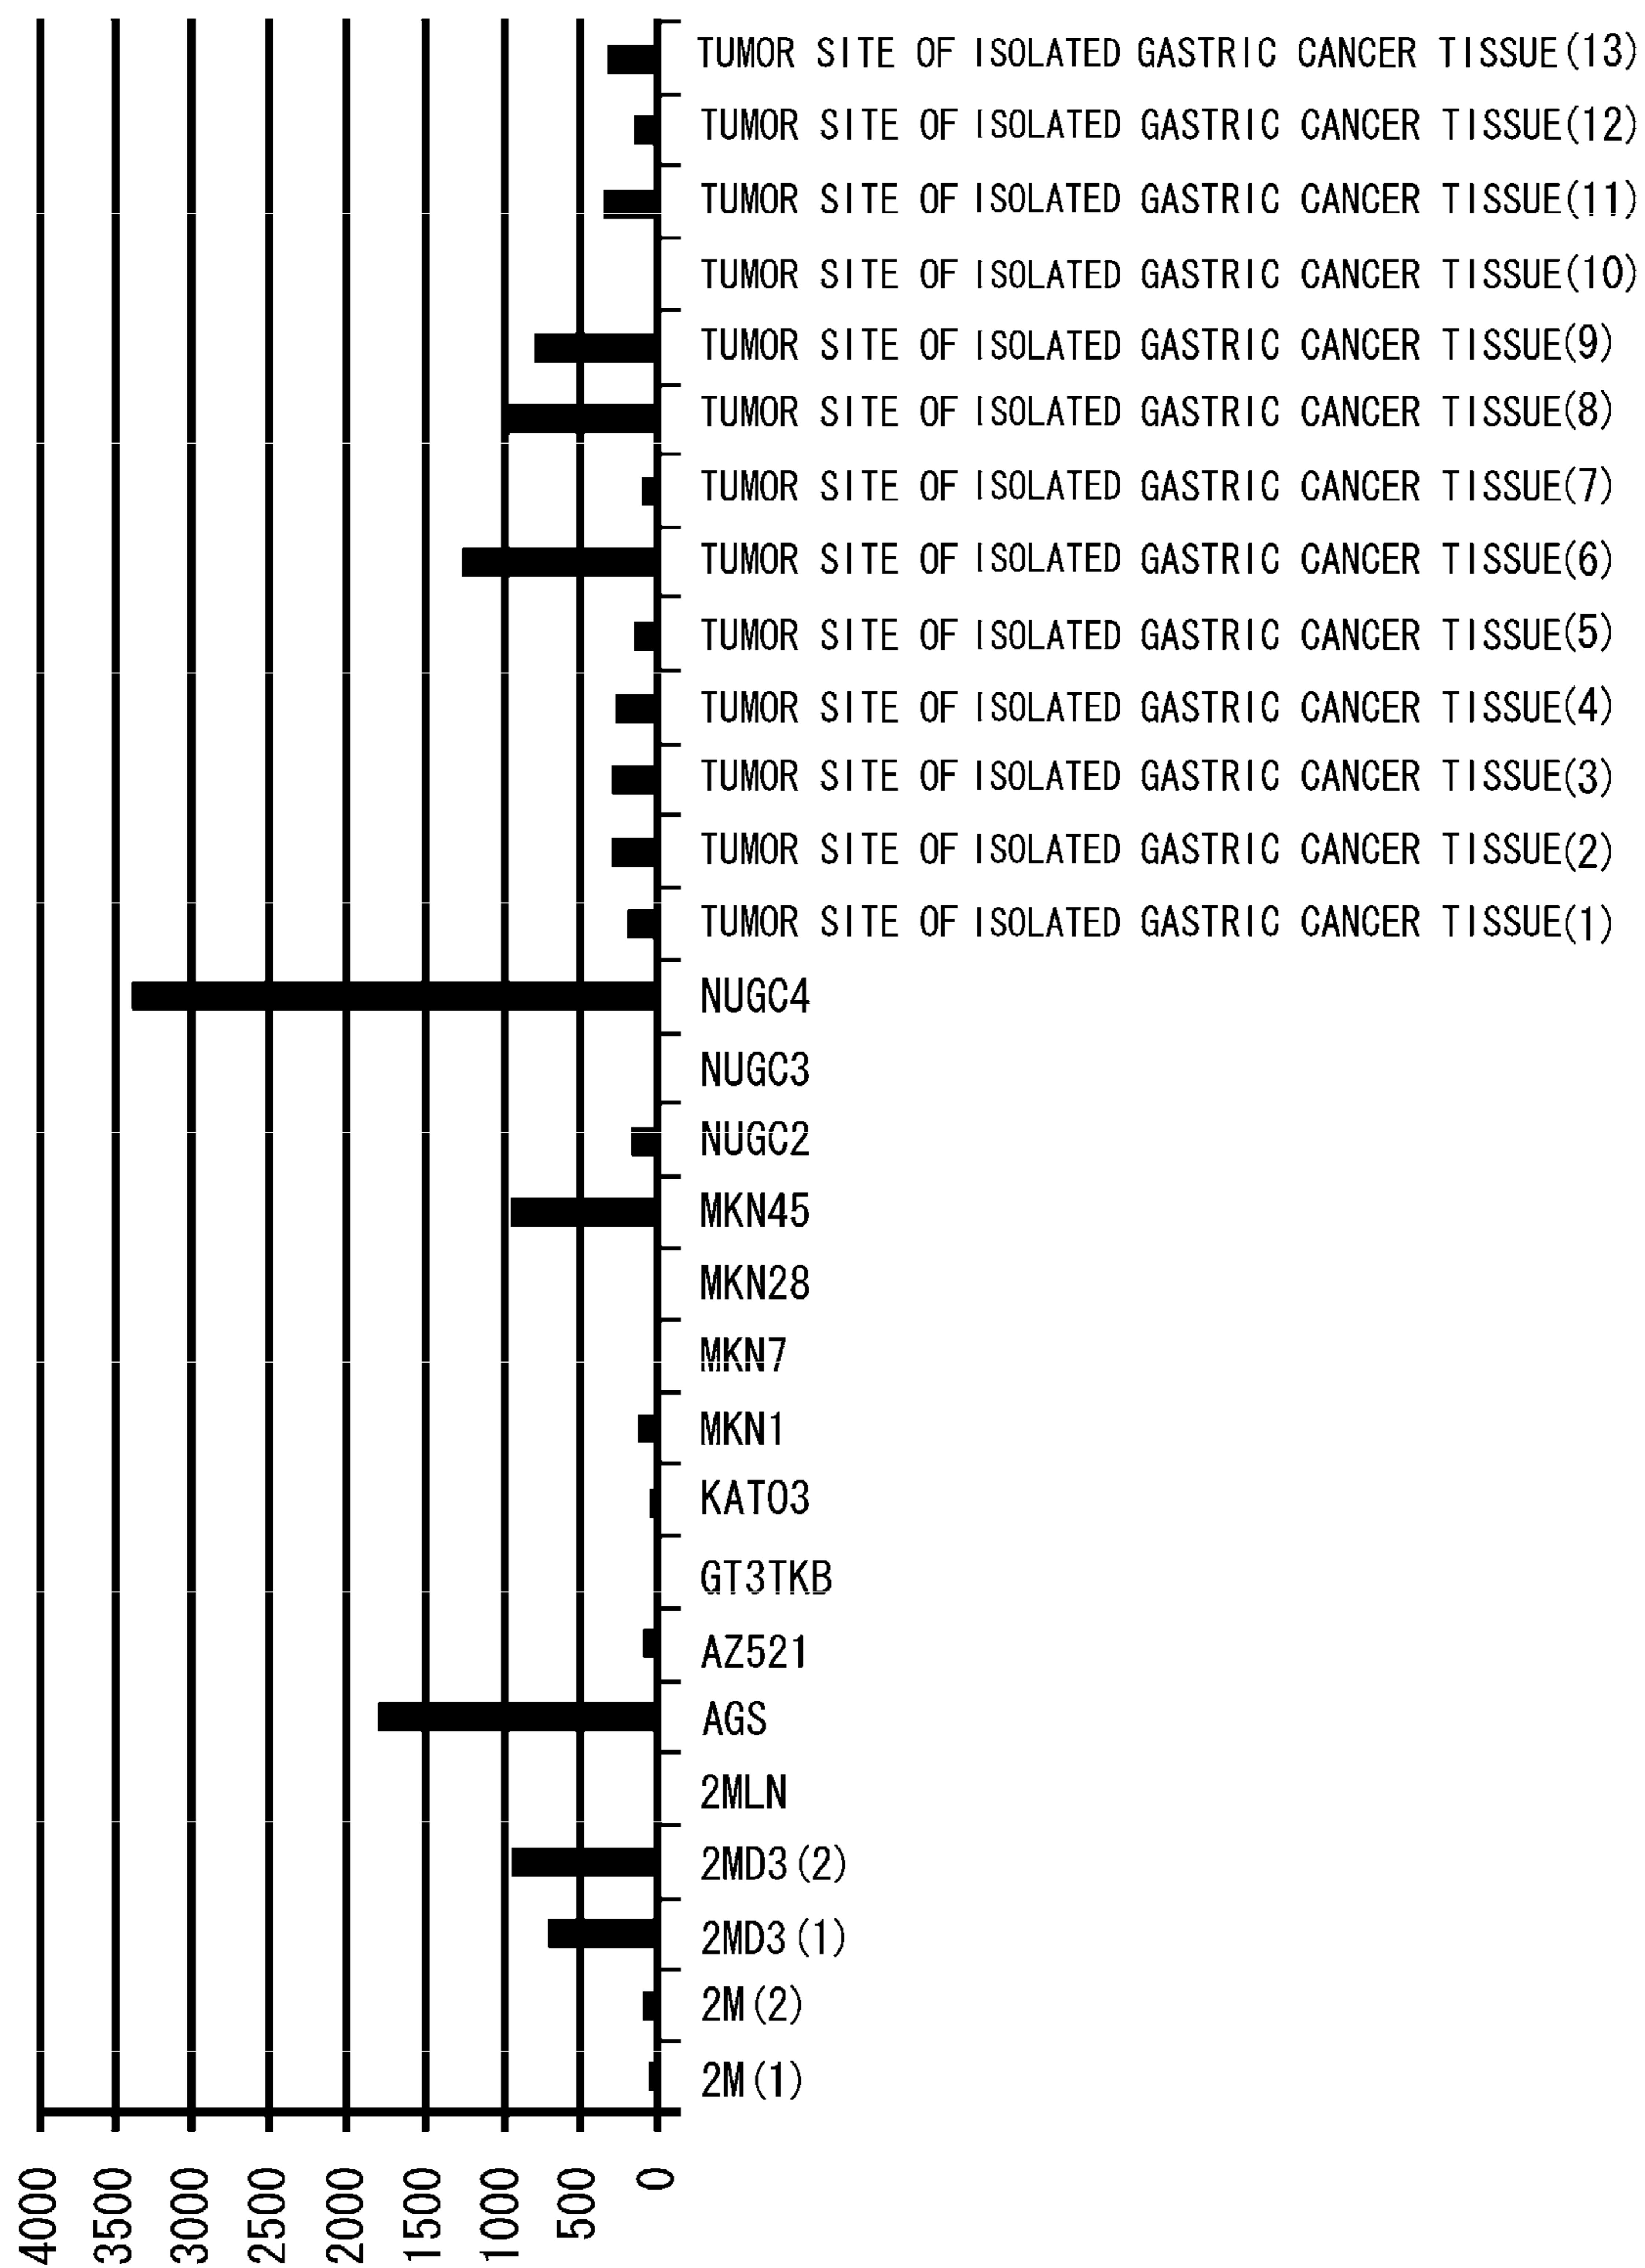 TUMOR SITE OF ISOLATED GASTRIC CANCER TISSUE(13)
TUMOR SITE OF ISOLATED GASTRIC CANCER TISSUE(12)
TUMOR SITE OF ISOLATED GASTRIC CANCER TISSUE(11)
TUMOR SITE OF ISOLATED GASTRIC CANCER TISSUE(10)
TUMOR SITE OF ISOLATED GASTRIC CANCER TISSUE(9)
TUMOR SITE OF ISOLATED GASTRIC CANCER TISSUE(8)
TUMOR SITE OF ISOLATED GASTRIC CANCER TISSUE(7)
TUMOR SITE OF ISOLATED GASTRIC CANCER TISSUE(6)
TUMOR SITE OF ISOLATED GASTRIC CANCER TISSUE(5)
TUMOR SITE OF ISOLATED GASTRIC CANCER TISSUE(4)
TUMOR SITE OF ISOLATED GASTRIC CANCER TISSUE(3)
TUMOR SITE OF ISOLATED GASTRIC CANCER TISSUE(2)
TUMOR SITE OF ISOLATED GASTRIC CANCER TISSUE(1)
NUGC4
NUGC3
NUGC2
MKN45
MKN28
MKN7
MKN1
KATO3
GT3TKB
AZ521
AGS
2MLN
2MD3(2)
2MD3(1)
2M(2)
2M(1)
4000
3500
3000
2500
2000
1500
1000
500
0